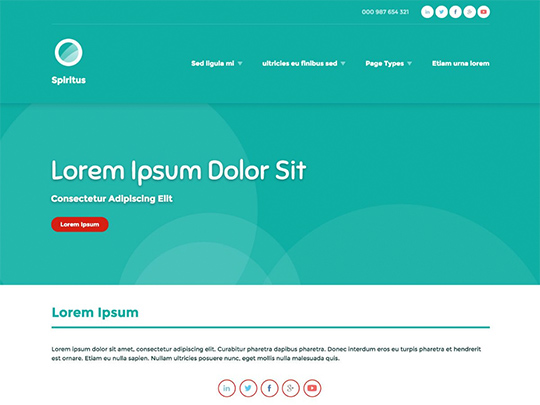 000 987 654 321
Spiritus
Sed ligula mi
ultricies eu finibus sed
Page Types
Etiam urna lorem
Lorem Ipsum Dolor Sit
Consectetur Adipiscing Elit
Lorem Ipsum
Lorem Ipsum
Lorem ipsum dolor sit amet, consectetur adipiscing elit. Curabitur pharetra dapibus pharetra. Donec interdum eros eu mauris pharetra et hendrerit
est ornare. Etiam eu nulla sapien. Nullam ultricies posuere nunc, eget mollis nulla malesuada quis.